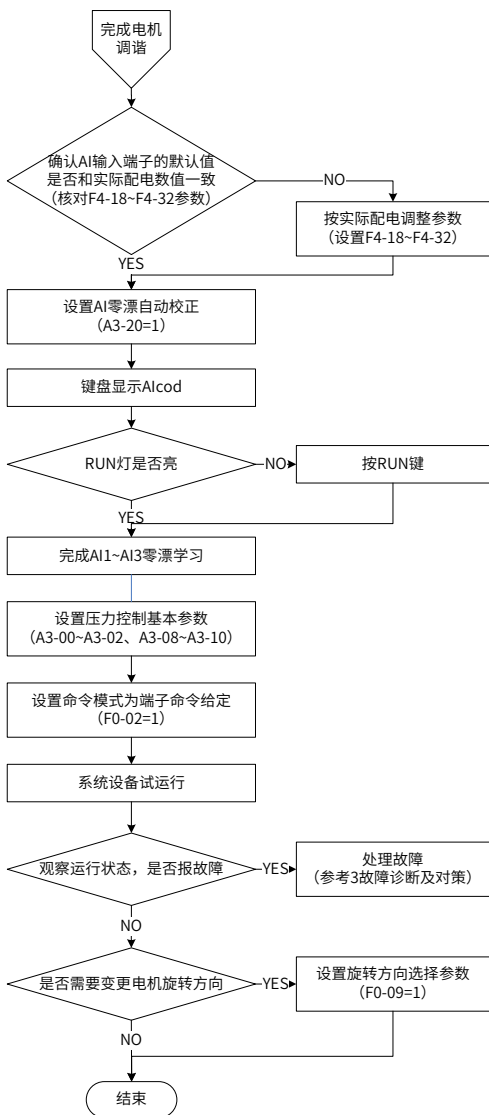 完成电机
调谐
确认AI输入端子的默认值
是否和实际配电数值一致
（核对F4-18~F4-32参数）
NO
按实际配电调整参数
（设置F4-18~F4-32）
YES
设置AI零漂自动校正
（A3-20=1）
键盘显示AIcod
RUN灯是否亮
NO
按RUN键
YES
完成AI1~AI3零漂学习
设置压力控制基本参数
（A3-00~A3-02、A3-08~A3-10）
设置命令模式为端子命令给定
（F0-02=1）
系统设备试运行
观察运行状态，是否报故障
YES
处理故障
（参考3故障诊断及对策）
NO
是否需要变更电机旋转方向
YES
设置旋转方向选择参数
（F0-09=1）
NO
结束